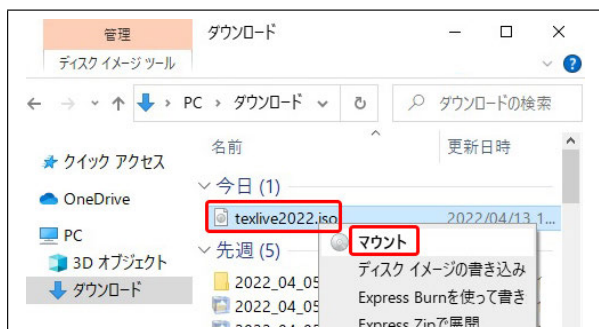 管理
ダウンロード
ディスク イメージ ツール
PC › ダウンロード
ダウンロードの検索
名前
更新日時
クイック アクセス
今日 (1)
OneDrive
texlive2022.iso
2022/04/13 1...
PC
マウント
先週 (5)
3D オブジェクト
ディスク イメージの書き込み
2022_04_05
ダウンロード
Express Burnを使って書き
2022_04_05
Express Zipで展開